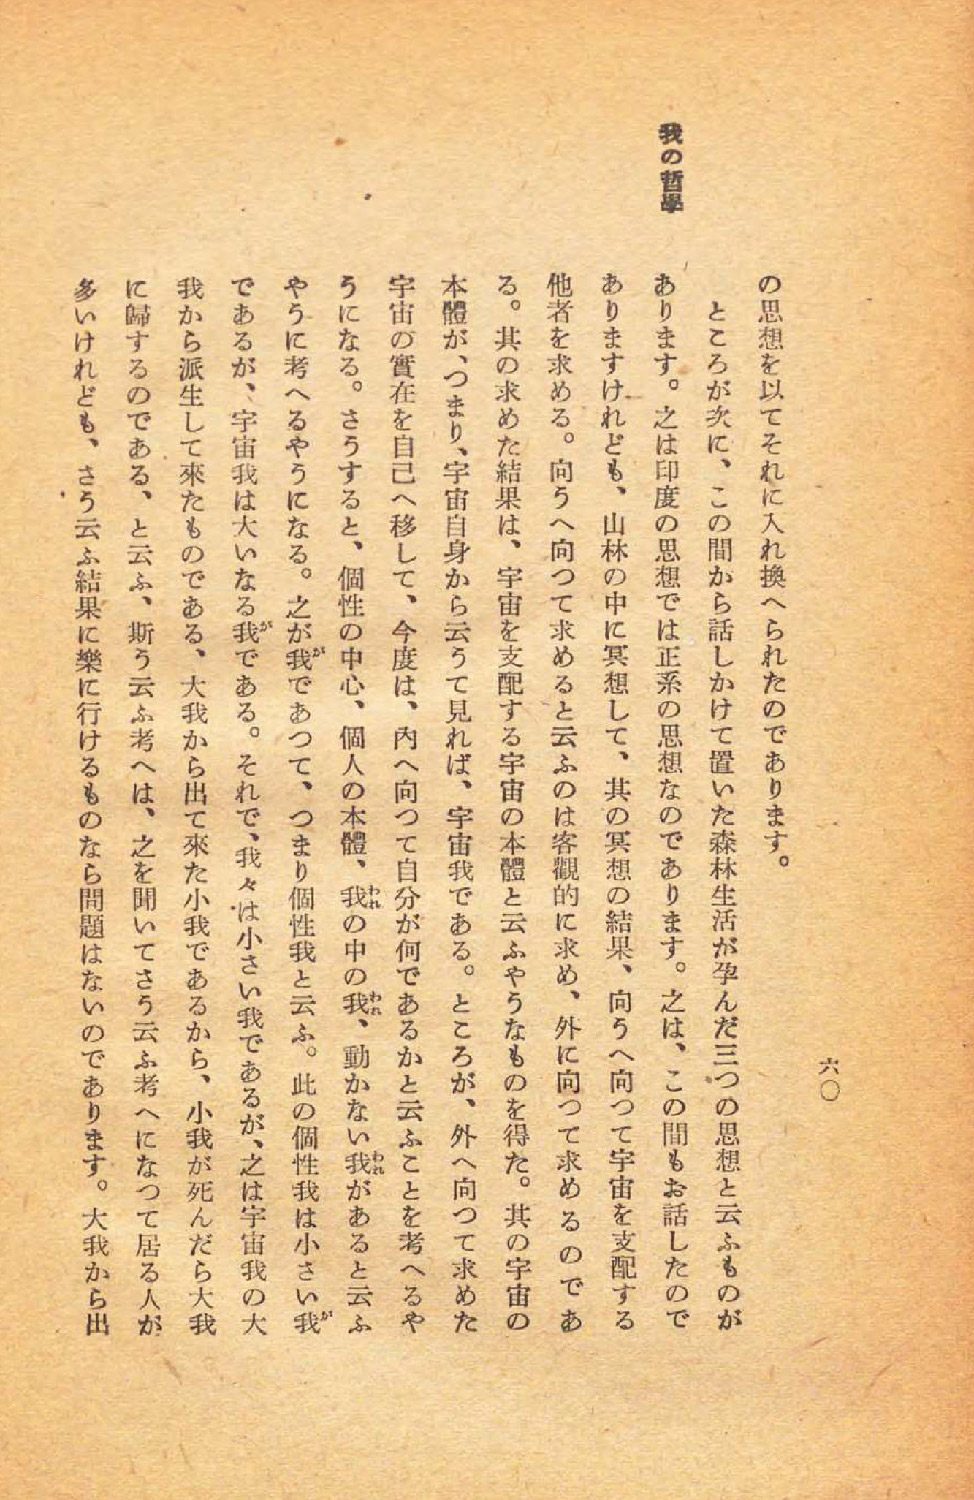 我の哲學
六〇
の思想を以てそれに入れ換へられたのであります。
ところが次に、この間から話しかけて置いた森林生活が孕んだ三つの思想と云ふものが
あります。之は印度の思想では正系の思想なのであります。之は、この間もお話したので
ありますけれども、山林の中に冥想して、其の冥想の結果、向うへ向つて宇宙を支配する
他者を求める。向うへ向つて求めると云ふのは客觀的に求め、外に向つて求めるのであ
る。其の求めた結果は、宇宙を支配する宇宙の本體と云ふやうなものを得た。其の宇宙の
本體が、つまり、宇宙自身から云うて見れば、宇宙我である。ところが、外へ向つて求めた
宇宙の實在を自己へ移して、今度は、內へ向つて自分が何であるかと云ふことを考へるや
うになる。さうすると、個性の中心、個人の本體、我の中の我、動かない我があると云ふ
やうに考へるやうになる。之が我であつて、つまり個性我と云ふ。此の個性我は小さい我
であるが、宇宙我は大いなる我である。それで、我々は小さい我であるが、之は宇宙我の大
我から派生して來たものである、大我から出て來た小我であるから、小我が死んだら大我
に歸するのである、と云ふ、斯う云ふ考へは、之を聞いてさう云ふ考へになつて居る人が
多いけれども、さう云ふ結果に樂に行けるものなら問題はないのであります。大我から出